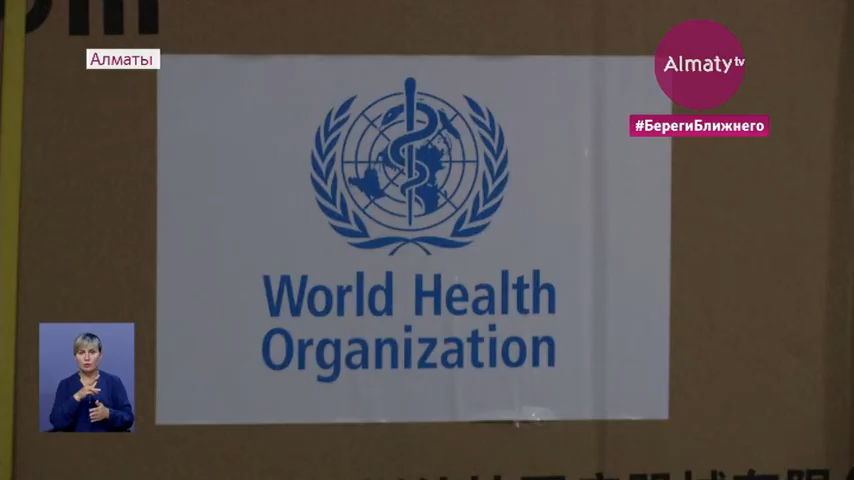 Алматы
Almaty tv
#БерегиБлижнего
World Health
Organization